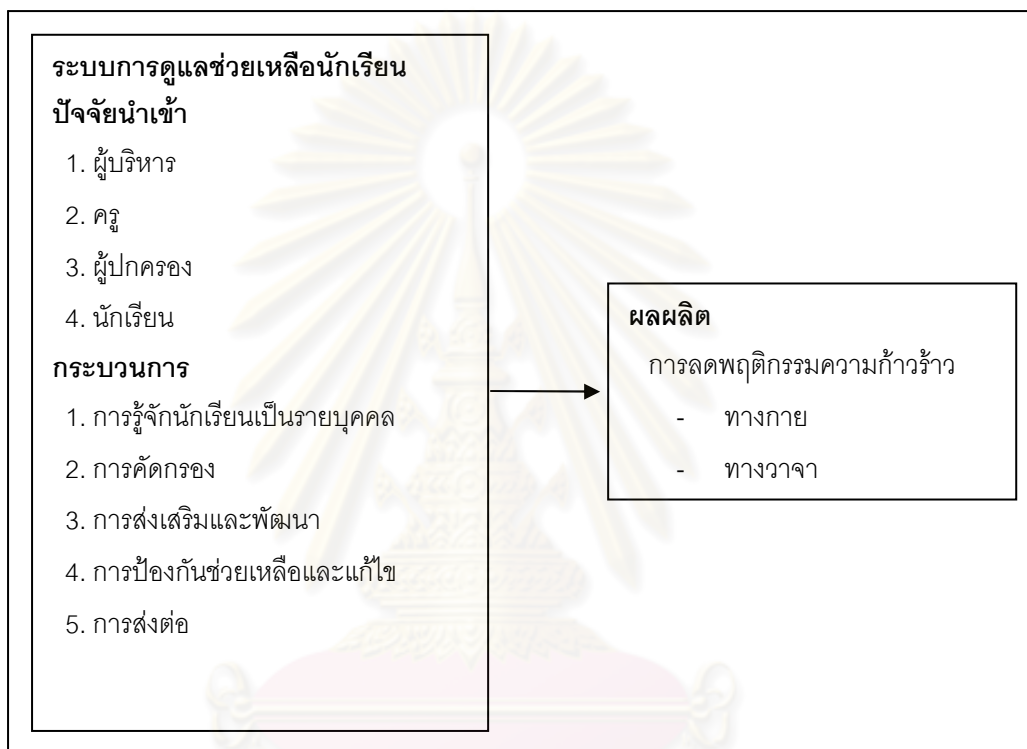 ระบบการดูแลช่วยเหลือนักเรียน
ปัจจัยนำเข้า
1. ผู้บริหาร
2. ครู
3. ผู้ปกครอง
4. นักเรียน
กระบวนการ
1. การรู้จักนักเรียนเป็นรายบุคคล
2. การคัดกรอง
3. การส่งเสริมและพัฒนา
4. การป้องกันช่วยเหลือและแก้ไข
5. การส่งต่อ
ผลผลิต
การลดพฤติกรรมความก้าวร้าว
- ทางกาย
- ทางวาจา